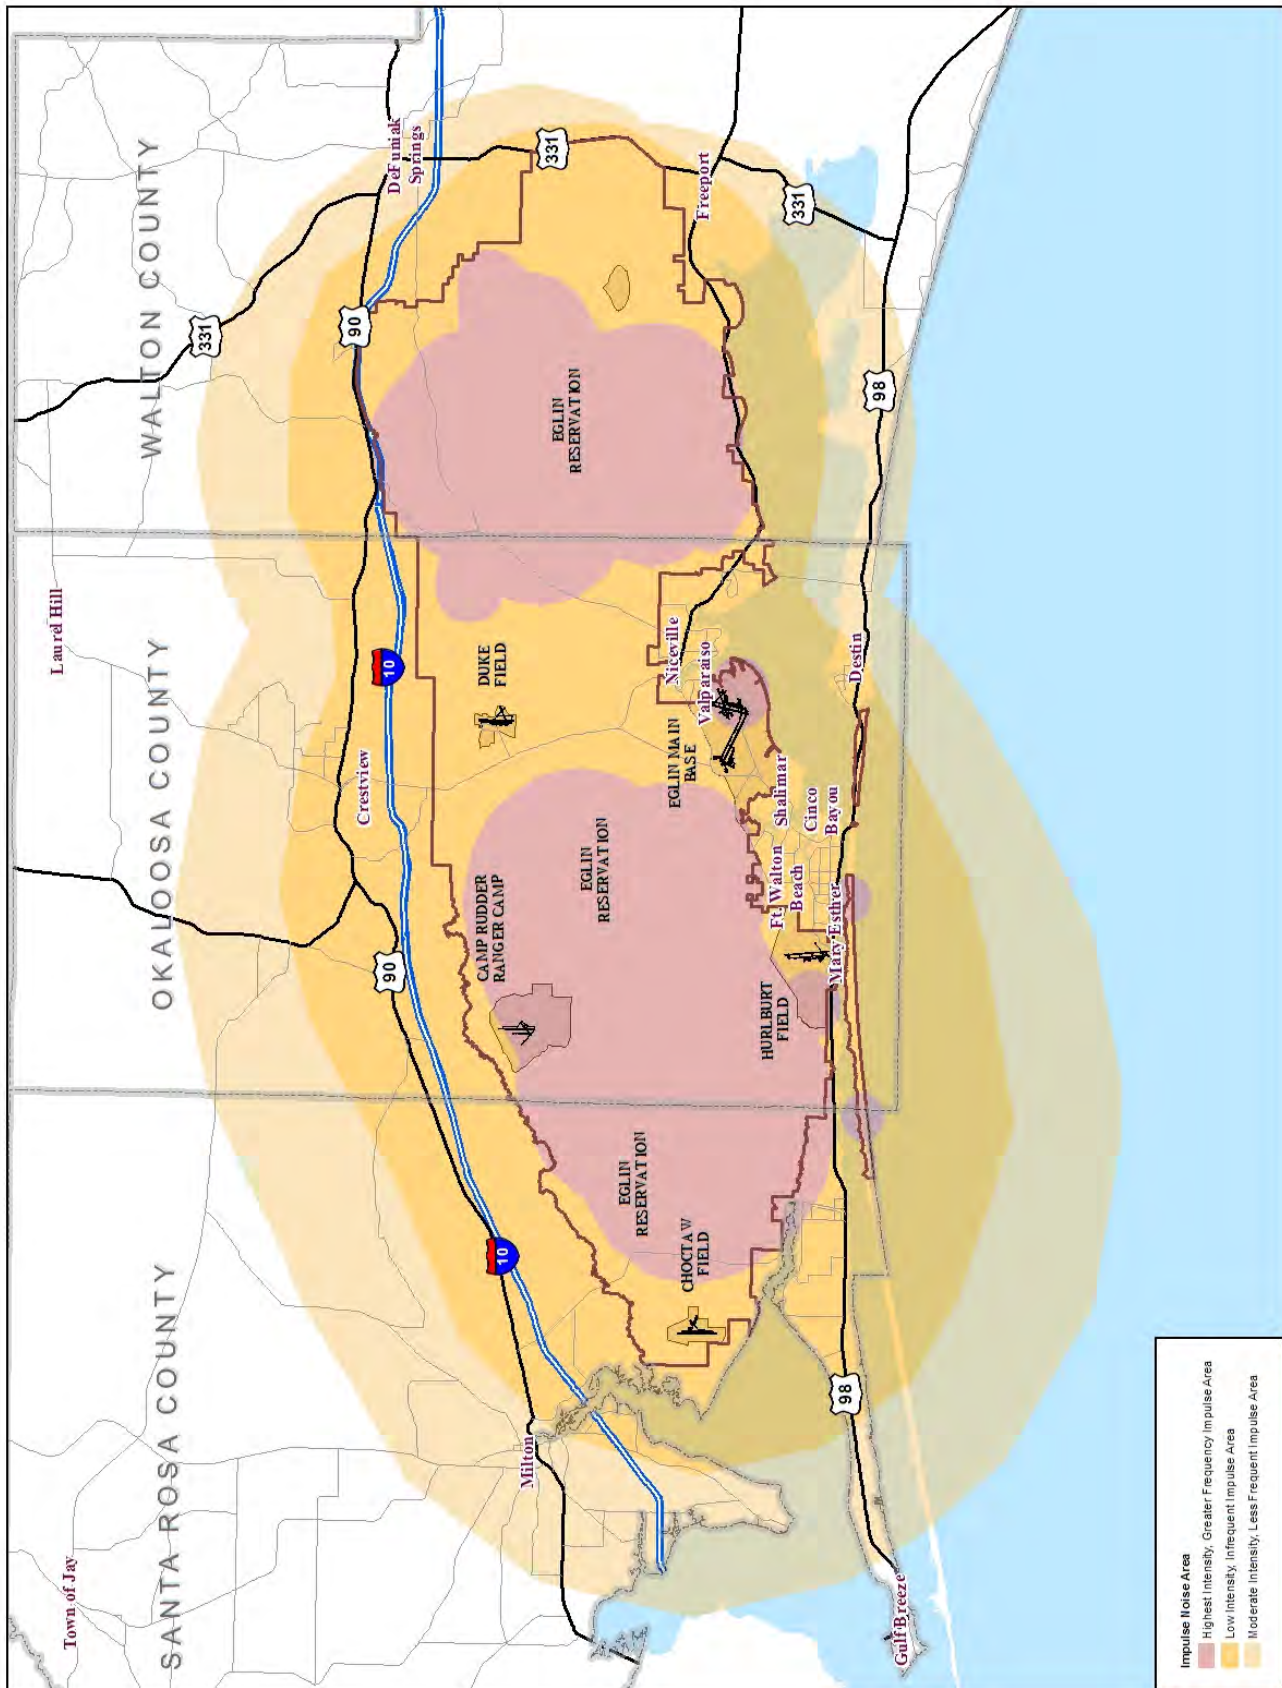 SANTA ROSA COUNTY
OKALOOSA COUNTY
WALTON COUNTY
Town of Jay
Laurel Hill
331
DeFuniak
Springs
90
331
10
Crestview
90
10
Milton
DUKE
FIELD
CAMP RUDDER
RANGER CAMP
EGLIN
RESERVATION
EGLIN
RESERVATION
EGLIN
RESERVATION
CHOCTAW
FIELD
Niceville
Valparaiso
EGLIN MAIN
BASE
Freeport
331
Shalimar
Cinco
Bayou
Ft. Walton
Beach
Mary Esther
HURLBURT
FIELD
Destin
98
98
Gulf Breeze
Impulse Noise Area
Highest Intensity, Greater Frequency Impulse Area
Low Intensity, Infrequent Impulse Area
Moderate Intensity, Less Frequent Impulse Area